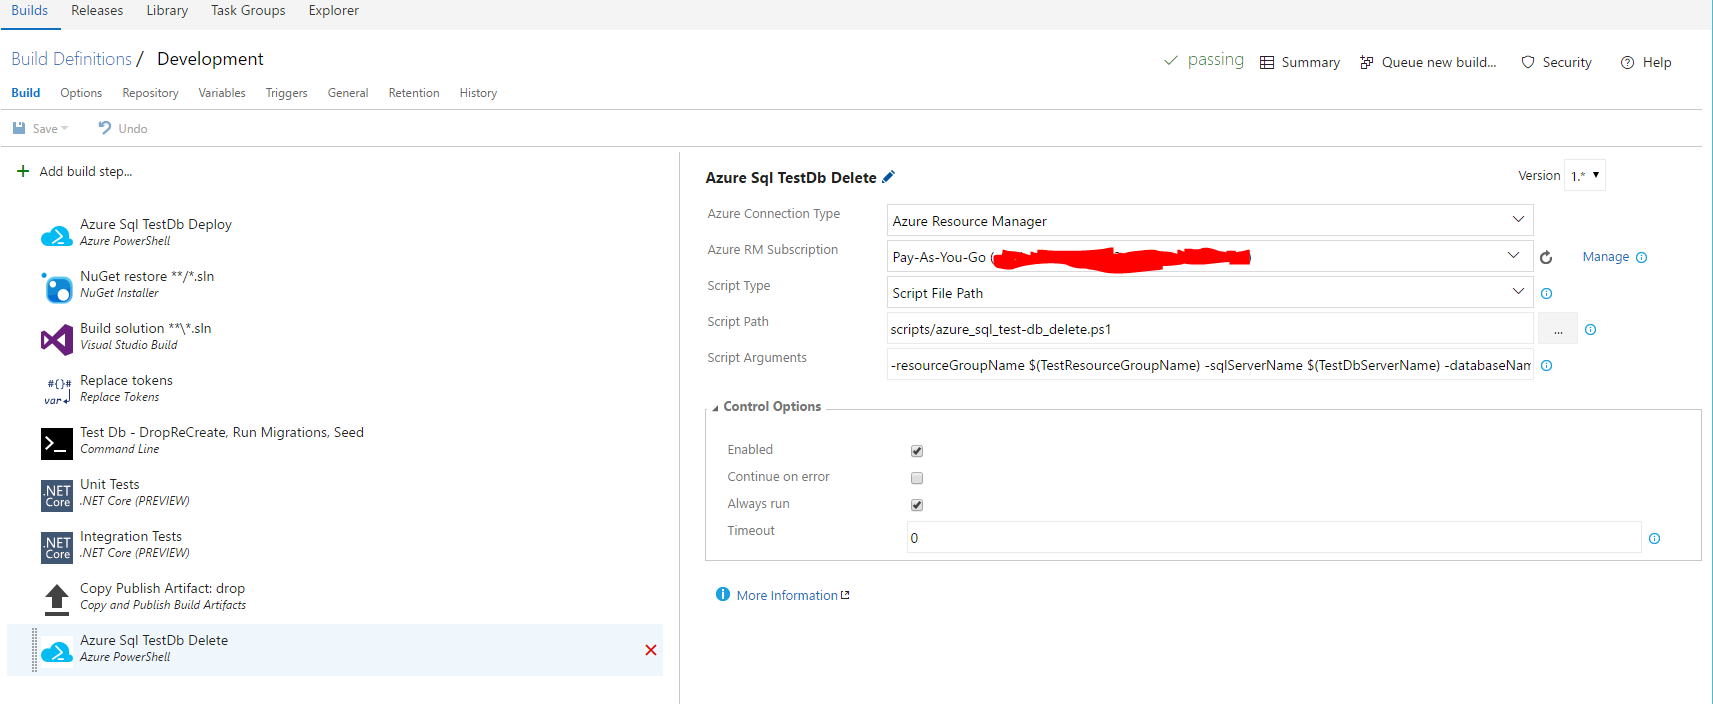 Builds Releases Library Task Groups Explorer
Build Definitions / Development
passing Summary Queue new build... Security Help
Build Options Repository Variables Triggers General Retention History
Save Undo
Add build step...
Azure Sql TestDb Deploy
Azure PowerShell
NuGet restore **/*.sln
NuGet Installer
Build solution **\*.sln
Visual Studio Build
#{}#
var
Replace tokens
Replace Tokens
Test Db - DropReCreate, Run Migrations, Seed
Command Line
.NET
Core
Unit Tests
.NET Core (PREVIEW)
.NET
Core
Integration Tests
.NET Core (PREVIEW)
Copy Publish Artifact: drop
Copy and Publish Build Artifacts
Azure Sql TestDb Delete
Azure PowerShell
Azure Sql TestDb Delete
Version 1.*
Azure Connection Type Azure Resource Manager
Azure RM Subscription Pay-As-You-Go ( Manage
Script Type Script File Path
Script Path scripts/azure_sql_test-db_delete.ps1 ...
Script Arguments -resourceGroupName $(TestResourceGroupName) -sqlServerName $(TestDbServerName) -databaseNam
Control Options
Enabled
Continue on error
Always run
Timeout 0
More Information